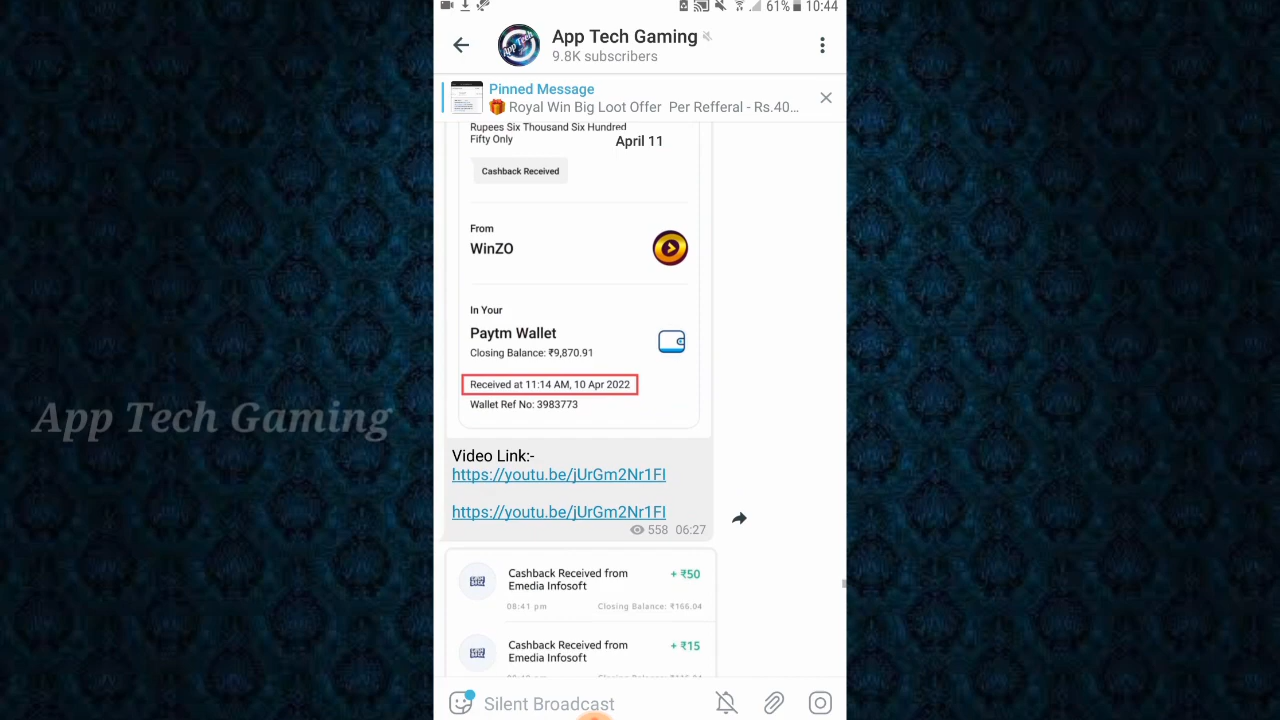 61% 10:44
App Tech Gaming
9.8K subscribers
Pinned Message
🎁 Royal Win Big Loot Offer Per Refferal - Rs.40...
Rupees Six Thousand Six Hundred
Fifty Only
April 11
Cashback Received
From
WinZO
In Your
Paytm Wallet
Closing Balance: ₹9,870.91
Received at 11:14 AM, 10 Apr 2022
Wallet Ref No: 3983773
App Tech Gaming
Video Link:-
https://youtu.be/jUrGm2Nr1FI
https://youtu.be/jUrGm2Nr1FI
558 06:27
Cashback Received from
Emedia Infosoft
+ ₹50
08:41 pm Closing Balance: ₹166.04
Cashback Received from
Emedia Infosoft
+ ₹15
Silent Broadcast